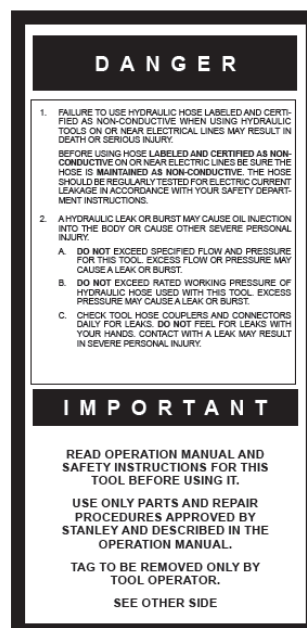 DANGER
1. FAILURE TO USE HYDRAULIC HOSE LABELED AND CERTI-
FIED AS NON-CONDUCTIVE WHEN USING HYDRAULIC
TOOLS ON OR NEAR ELECTRICAL LINES MAY RESULT IN
DEATH OR SERIOUS INJURY.
BEFORE USING HOSE LABELED AND CERTIFIED AS NON-
CONDUCTIVE ON OR NEAR ELECTRIC LINES BE SURE THE
HOSE IS MAINTAINED AS NON-CONDUCTIVE. THE HOSE
SHOULD BE REGULARLY TESTED FOR ELECTRIC CURRENT
LEAKAGE IN ACCORDANCE WITH YOUR SAFETY DEPART-
MENT INSTRUCTIONS.
2. A HYDRAULIC LEAK OR BURST MAY CAUSE OIL INJECTION
INTO THE BODY OR CAUSE OTHER SEVERE PERSONAL
INJURY.
A. DO NOT EXCEED SPECIFIED FLOW AND PRESSURE
FOR THIS TOOL. EXCESS FLOW OR PRESSURE MAY
CAUSE A LEAK OR BURST.
B. DO NOT EXCEED RATED WORKING PRESSURE OF
HYDRAULIC HOSE USED WITH THIS TOOL. EXCESS
PRESSURE MAY CAUSE A LEAK OR BURST.
C. CHECK TOOL HOSE COUPLERS AND CONNECTORS
DAILY FOR LEAKS. DO NOT FEEL FOR LEAKS WITH
YOUR HANDS. CONTACT WITH A LEAK MAY RESULT
IN SEVERE PERSONAL INJURY.
IMPORTANT
READ OPERATION MANUAL AND
SAFETY INSTRUCTIONS FOR THIS
TOOL BEFORE USING IT.
USE ONLY PARTS AND REPAIR
PROCEDURES APPROVED BY
STANLEY AND DESCRIBED IN THE
OPERATION MANUAL.
TAG TO BE REMOVED ONLY BY
TOOL OPERATOR.
SEE OTHER SIDE